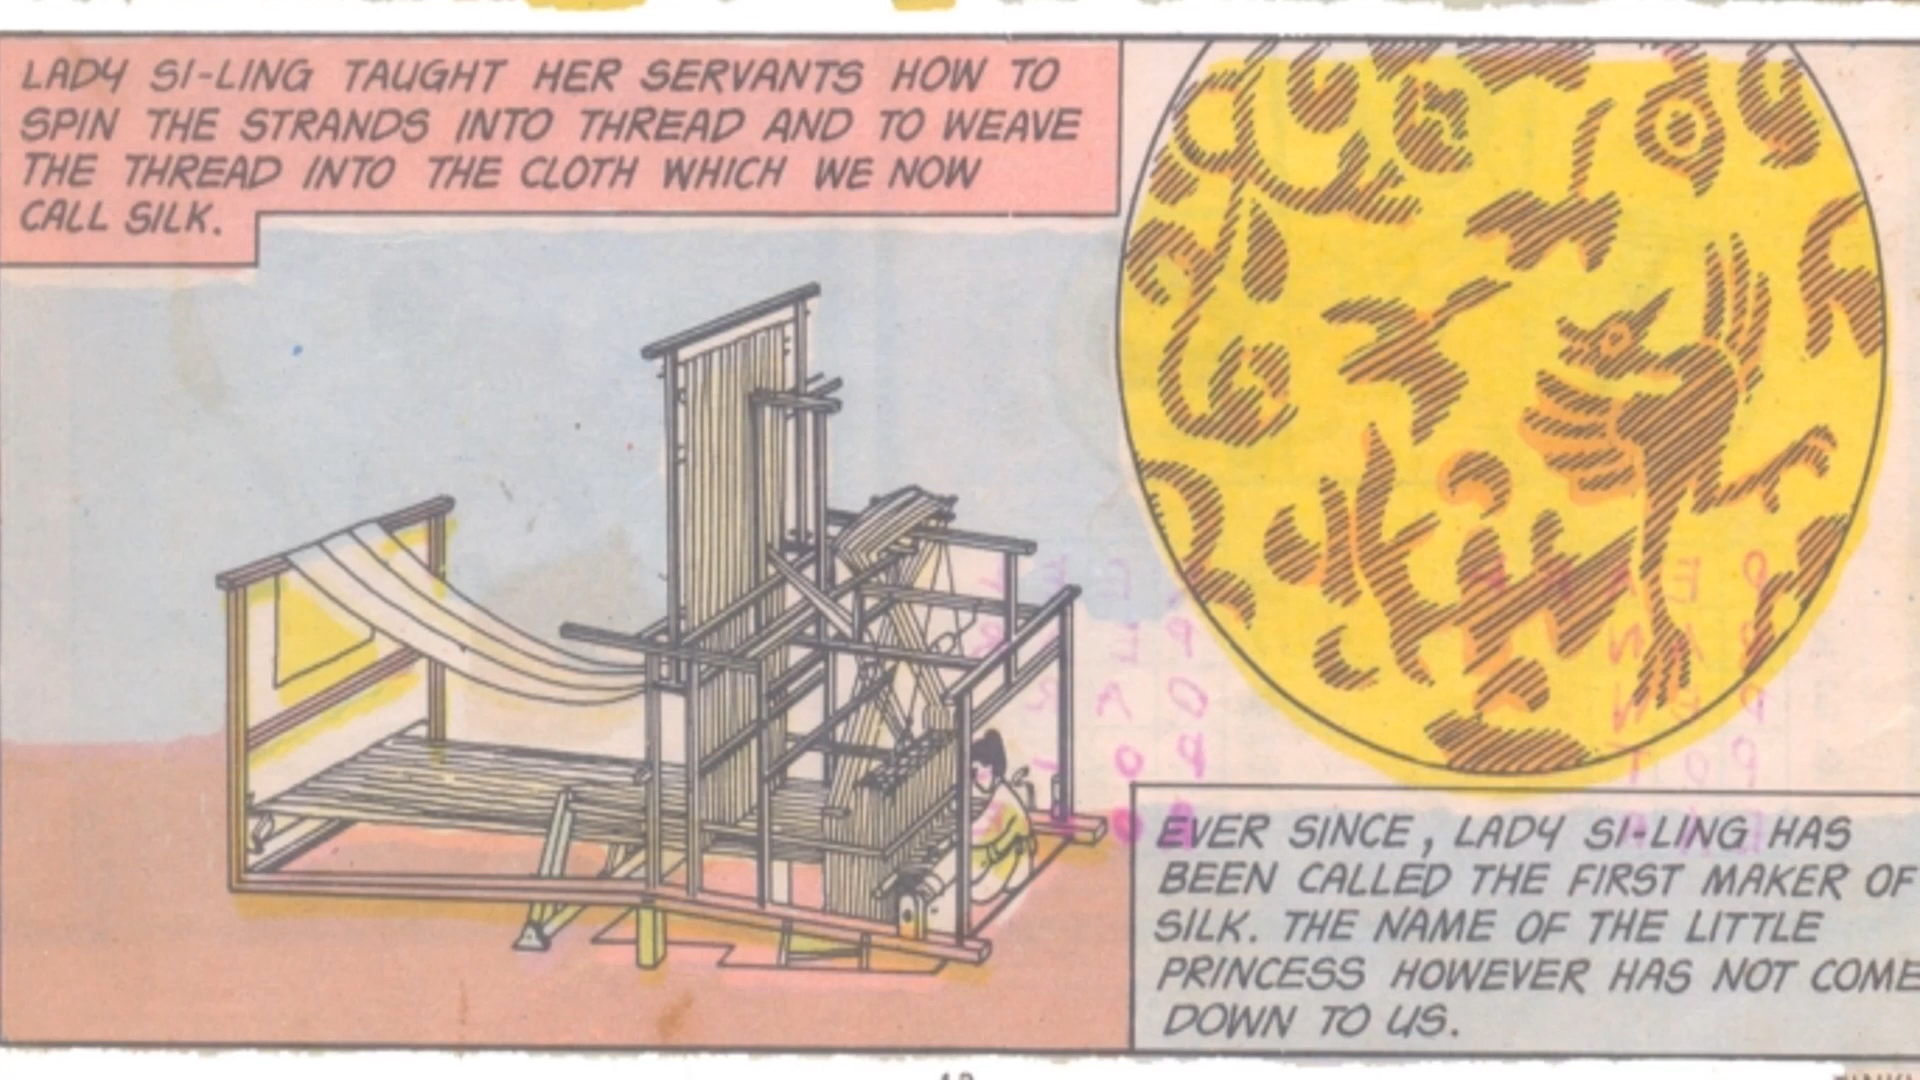 LADY SI-LING TAUGHT HER SERVANTS HOW TO
SPIN THE STRANDS INTO THREAD AND TO WEAVE
THE THREAD INTO THE CLOTH WHICH WE NOW
CALL SILK.
EVER SINCE, LADY SI-LING HAS
BEEN CALLED THE FIRST MAKER OF
SILK. THE NAME OF THE LITTLE
PRINCESS HOWEVER HAS NOT COME
DOWN TO US.